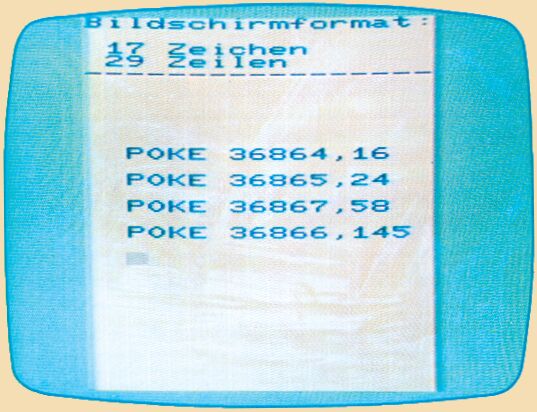 Bildschirmformat:
17 Zeichen
29 Zeilen
POKE 36864,16
POKE 36865,24
POKE 36867,58
POKE 36866,145